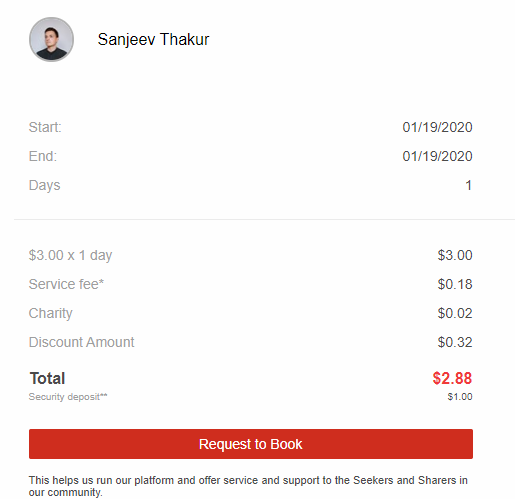 Sanjeev Thakur
Start: 01/19/2020
End: 01/19/2020
Days 1
$3.00 x 1 day $3.00
Service fee* $0.18
Charity $0.02
Discount Amount $0.32
Total $2.88
Security deposit** $1.00
Request to Book
This helps us run our platform and offer service and support to the Seekers and Sharers in
our community.